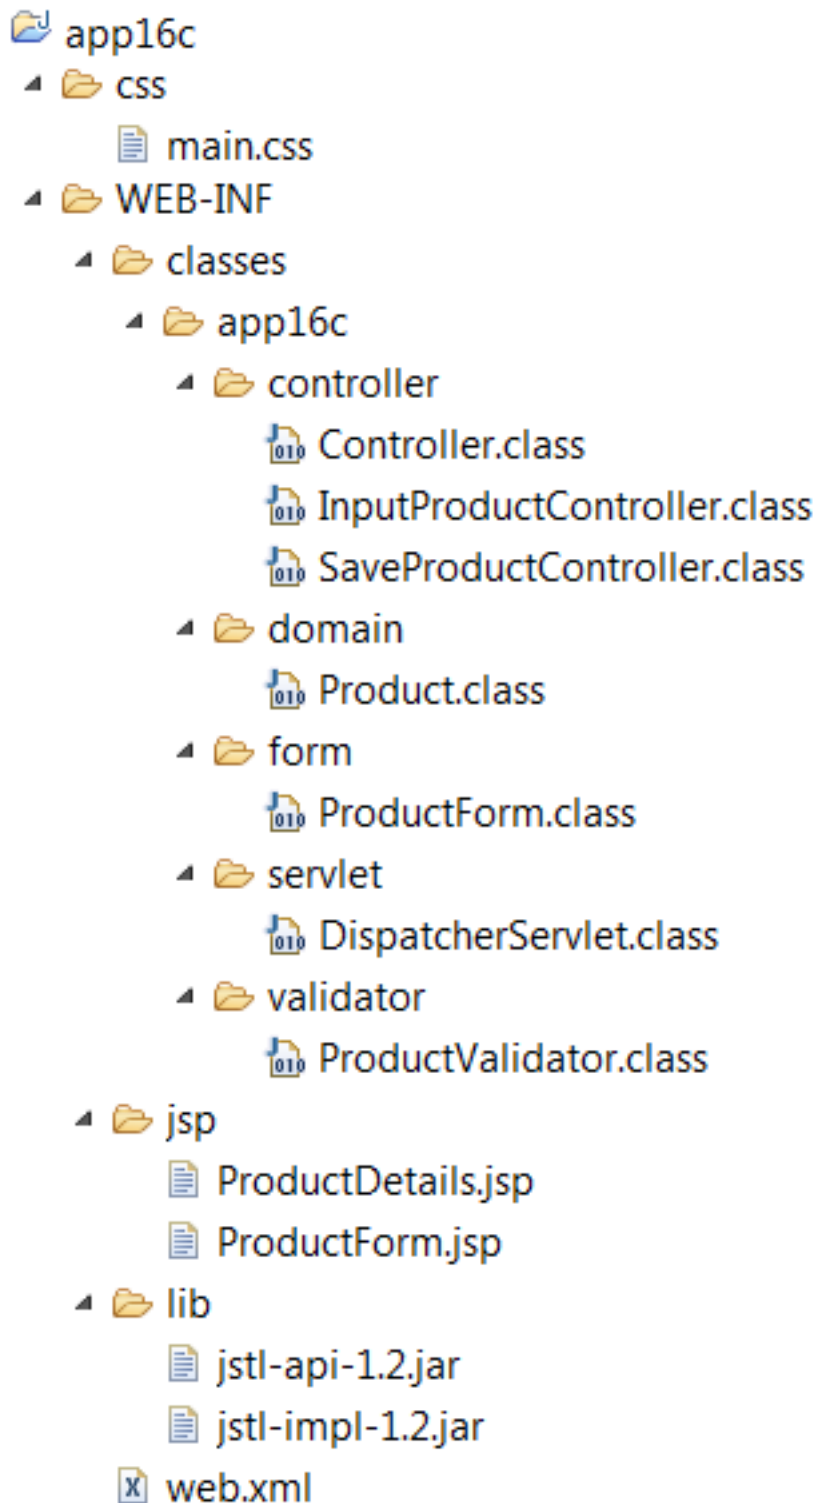 app16c
css
main.css
WEB-INF
classes
app16c
controller
Controller.class
InputProductController.class
SaveProductController.class
domain
Product.class
form
ProductForm.class
servlet
DispatcherServlet.class
validator
ProductValidator.class
jsp
ProductDetails.jsp
ProductForm.jsp
lib
jstl-api-1.2.jar
jstl-impl-1.2.jar
web.xml